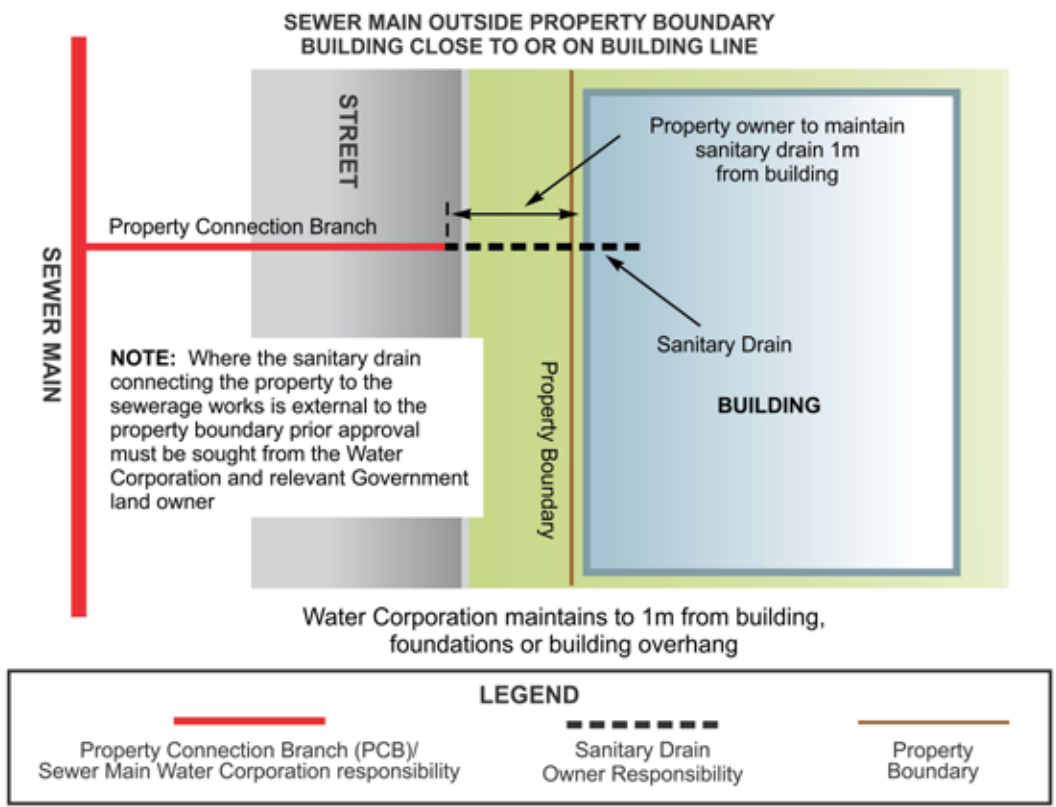 SEWER MAIN OUTSIDE PROPERTY BOUNDARY
BUILDING CLOSE TO OR ON BUILDING LINE
STREET
Property owner to maintain
sanitary drain 1m
from building
Property Connection Branch
SEWER MAIN
Sanitary Drain
NOTE: Where the sanitary drain
connecting the property to the
sewerage works is external to the
property boundary prior approval
must be sought from the Water
Corporation and relevant Government
land owner
Property Boundary
BUILDING
Water Corporation maintains to 1m from building,
foundations or building overhang
LEGEND
Property Connection Branch (PCB)/
Sewer Main Water Corporation responsibility
Sanitary Drain
Owner Responsibility
Property
Boundary